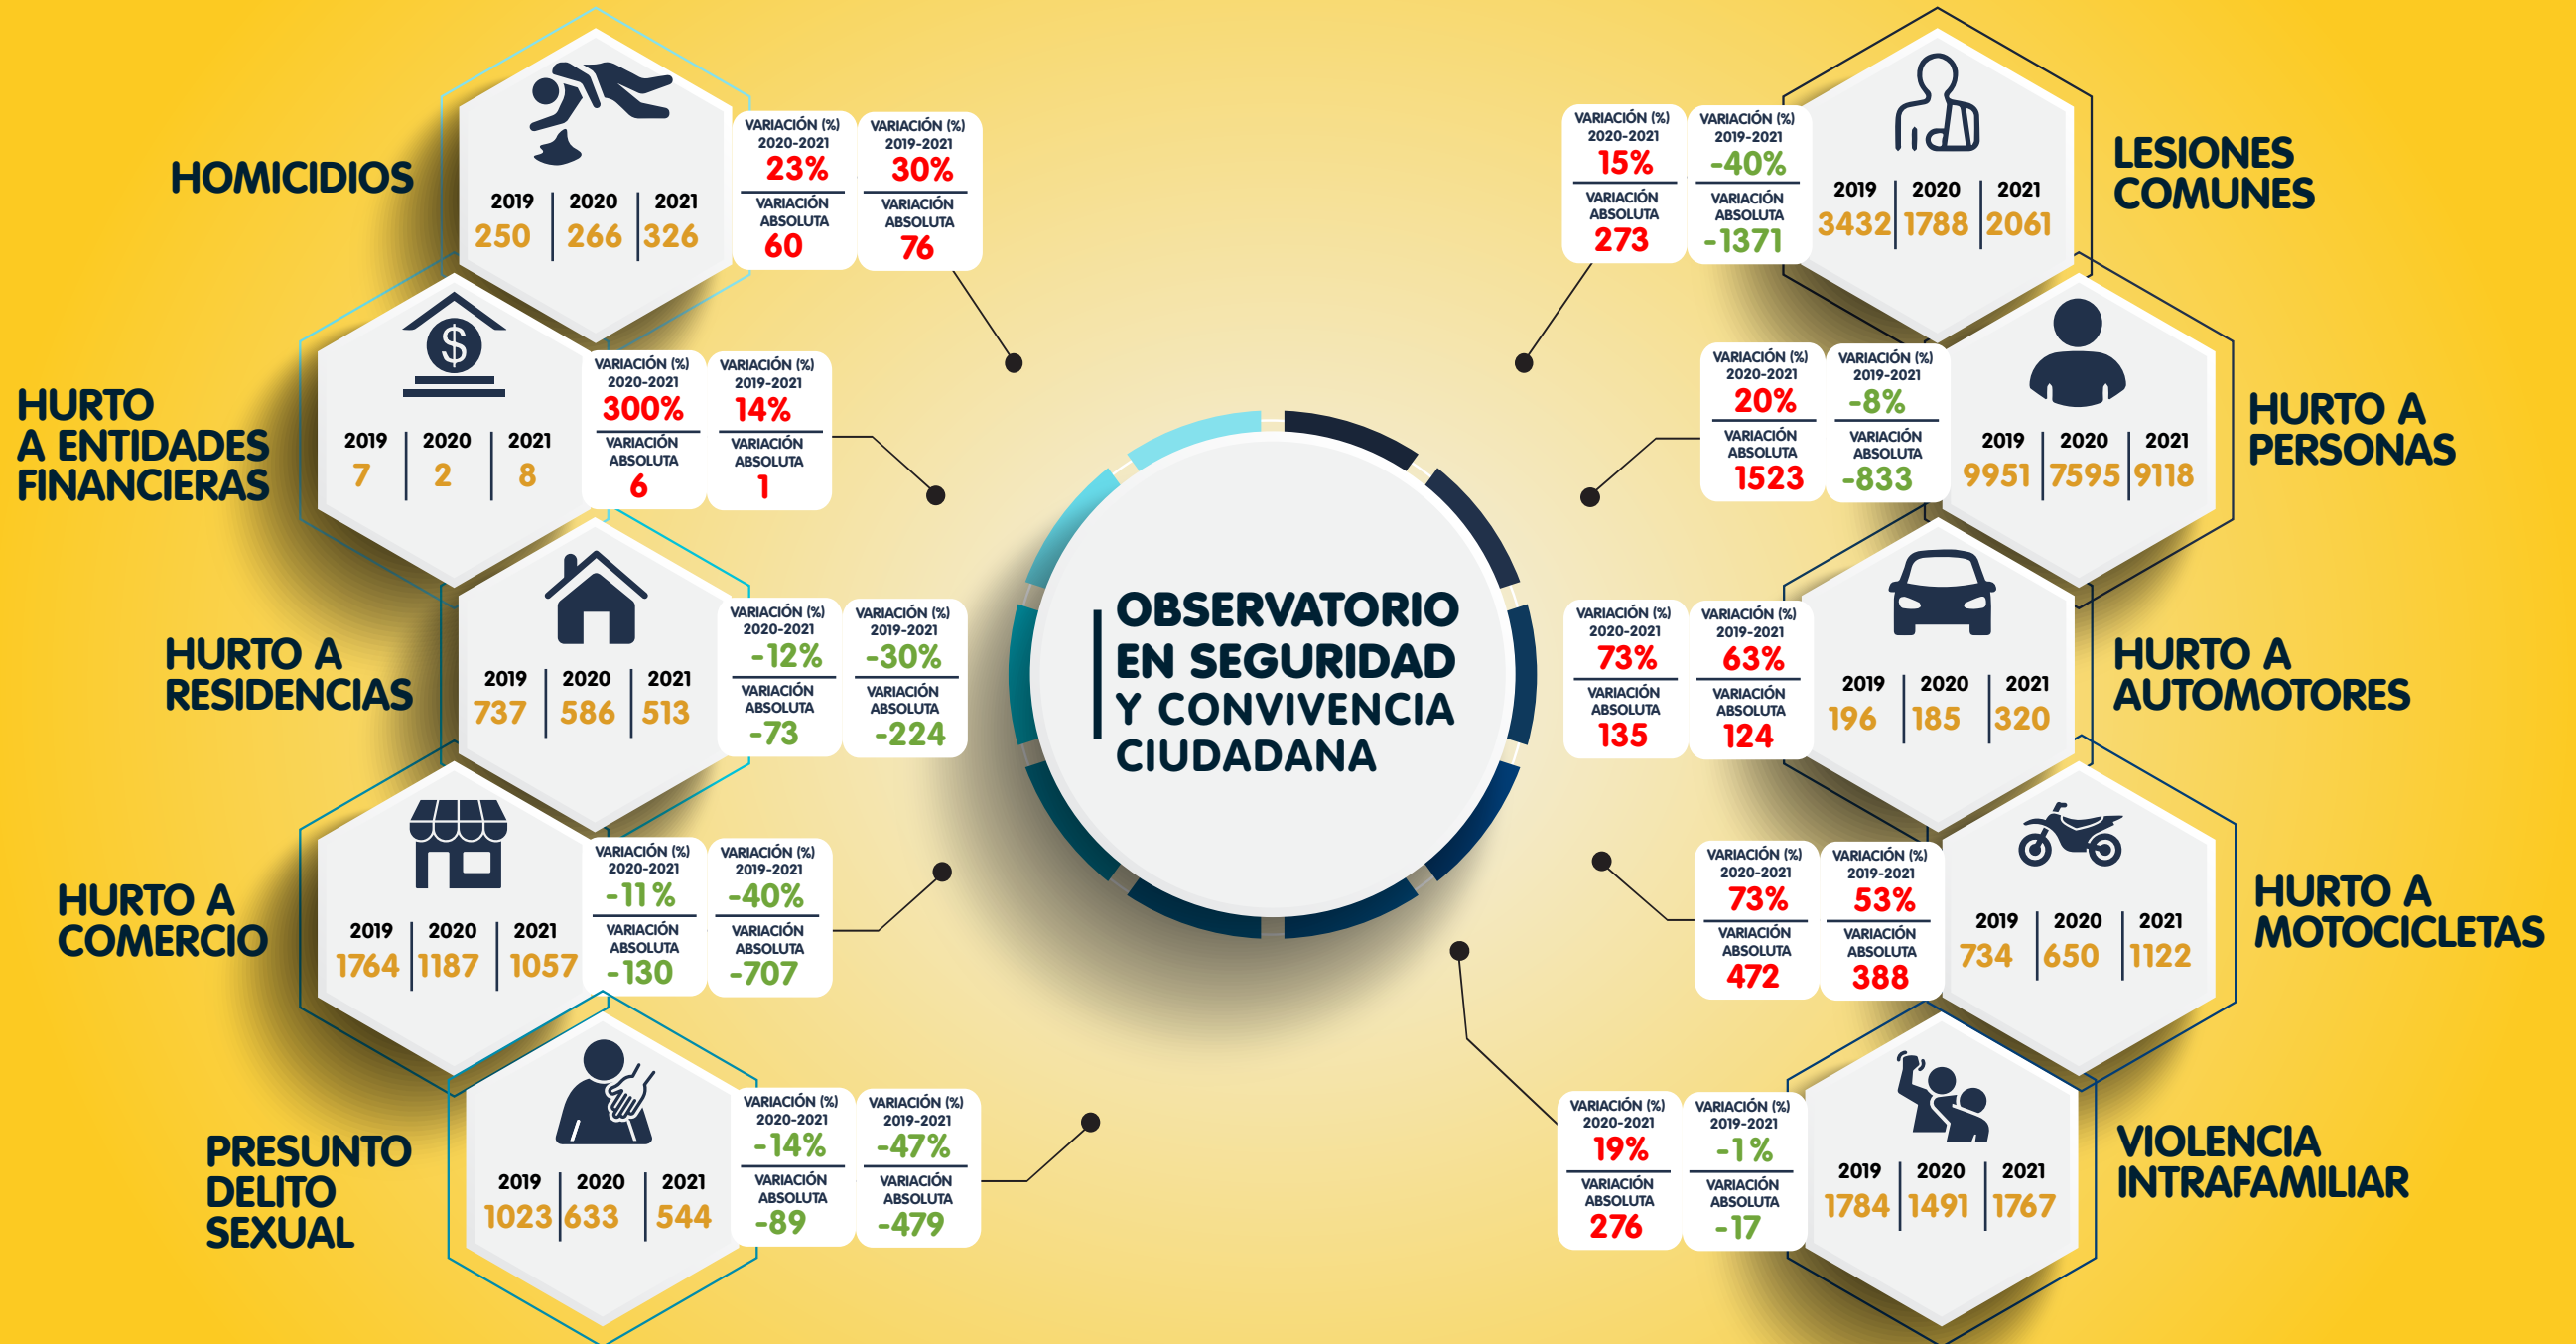 HOMICIDIOS
2019 2020 2021
250 266 326
VARIACIÓN (%)
2020-2021
23%
VARIACIÓN
ABSOLUTA
60
VARIACIÓN (%)
2019-2021
30%
VARIACIÓN
ABSOLUTA
76
HURTO
A ENTIDADES
FINANCIERAS
$
2019 2020 2021
7 2 8
VARIACIÓN (%)
2020-2021
300%
VARIACIÓN
ABSOLUTA
6
VARIACIÓN (%)
2019-2021
14%
VARIACIÓN
ABSOLUTA
1
HURTO A
RESIDENCIAS
2019 2020 2021
737 586 513
VARIACIÓN (%)
2020-2021
-12%
VARIACIÓN
ABSOLUTA
-73
VARIACIÓN (%)
2019-2021
-30%
VARIACIÓN
ABSOLUTA
-224
HURTO A
COMERCIO
2019 2020 2021
1764 1187 1057
VARIACIÓN (%)
2020-2021
-11%
VARIACIÓN
ABSOLUTA
-130
VARIACIÓN (%)
2019-2021
-40%
VARIACIÓN
ABSOLUTA
-707
PRESUNTO
DELITO
SEXUAL
2019 2020 2021
1023 633 544
VARIACIÓN (%)
2020-2021
-14%
VARIACIÓN
ABSOLUTA
-89
VARIACIÓN (%)
2019-2021
-47%
VARIACIÓN
ABSOLUTA
-479
OBSERVATORIO
EN SEGURIDAD
Y CONVIVENCIA
CIUDADANA
VARIACIÓN (%)
2020-2021
15%
VARIACIÓN
ABSOLUTA
273
VARIACIÓN (%)
2019-2021
-40%
VARIACIÓN
ABSOLUTA
-1371
2019 2020 2021
3432 1788 2061
LESIONES
COMUNES
VARIACIÓN (%)
2020-2021
20%
VARIACIÓN
ABSOLUTA
1523
VARIACIÓN (%)
2019-2021
-8%
VARIACIÓN
ABSOLUTA
-833
2019 2020 2021
9951 7595 9118
HURTO A
PERSONAS
VARIACIÓN (%)
2020-2021
73%
VARIACIÓN
ABSOLUTA
135
VARIACIÓN (%)
2019-2021
63%
VARIACIÓN
ABSOLUTA
124
2019 2020 2021
196 185 320
HURTO A
AUTOMOTORES
VARIACIÓN (%)
2020-2021
73%
VARIACIÓN
ABSOLUTA
472
VARIACIÓN (%)
2019-2021
53%
VARIACIÓN
ABSOLUTA
388
2019 2020 2021
734 650 1122
HURTO A
MOTOCICLETAS
VARIACIÓN (%)
2020-2021
19%
VARIACIÓN
ABSOLUTA
276
VARIACIÓN (%)
2019-2021
-1%
VARIACIÓN
ABSOLUTA
-17
2019 2020 2021
1784 1491 1767
VIOLENCIA
INTRAFAMILIAR